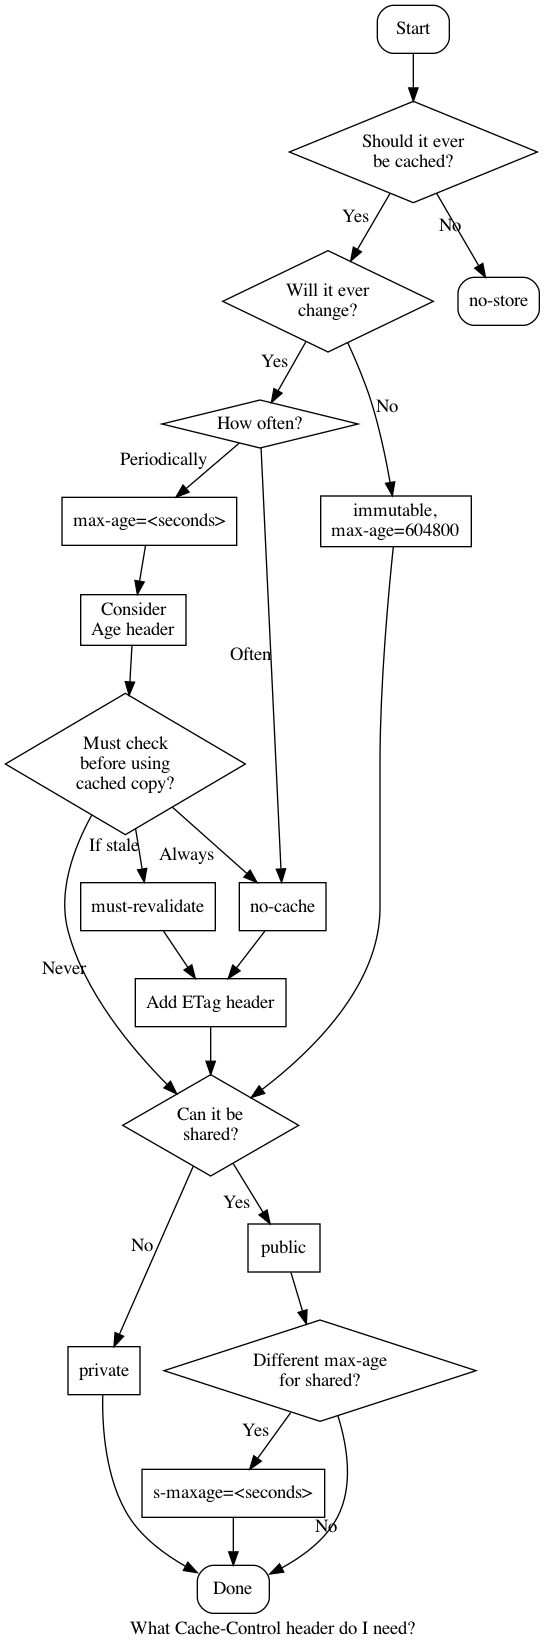 Start
Should it ever
be cached?
Yes
No
Will it ever
change?
no-store
Yes
No
How often?
Periodically
max-age=<seconds>
immutable,
max-age=604800
Consider
Age header
Often
Must check
before using
cached copy?
If stale
Always
must-revalidate
no-cache
Never
Add ETag header
Can it be
shared?
Yes
No
public
private
Different max-age
for shared?
Yes
s-maxage=<seconds>
No
Done
What Cache-Control header do I need?